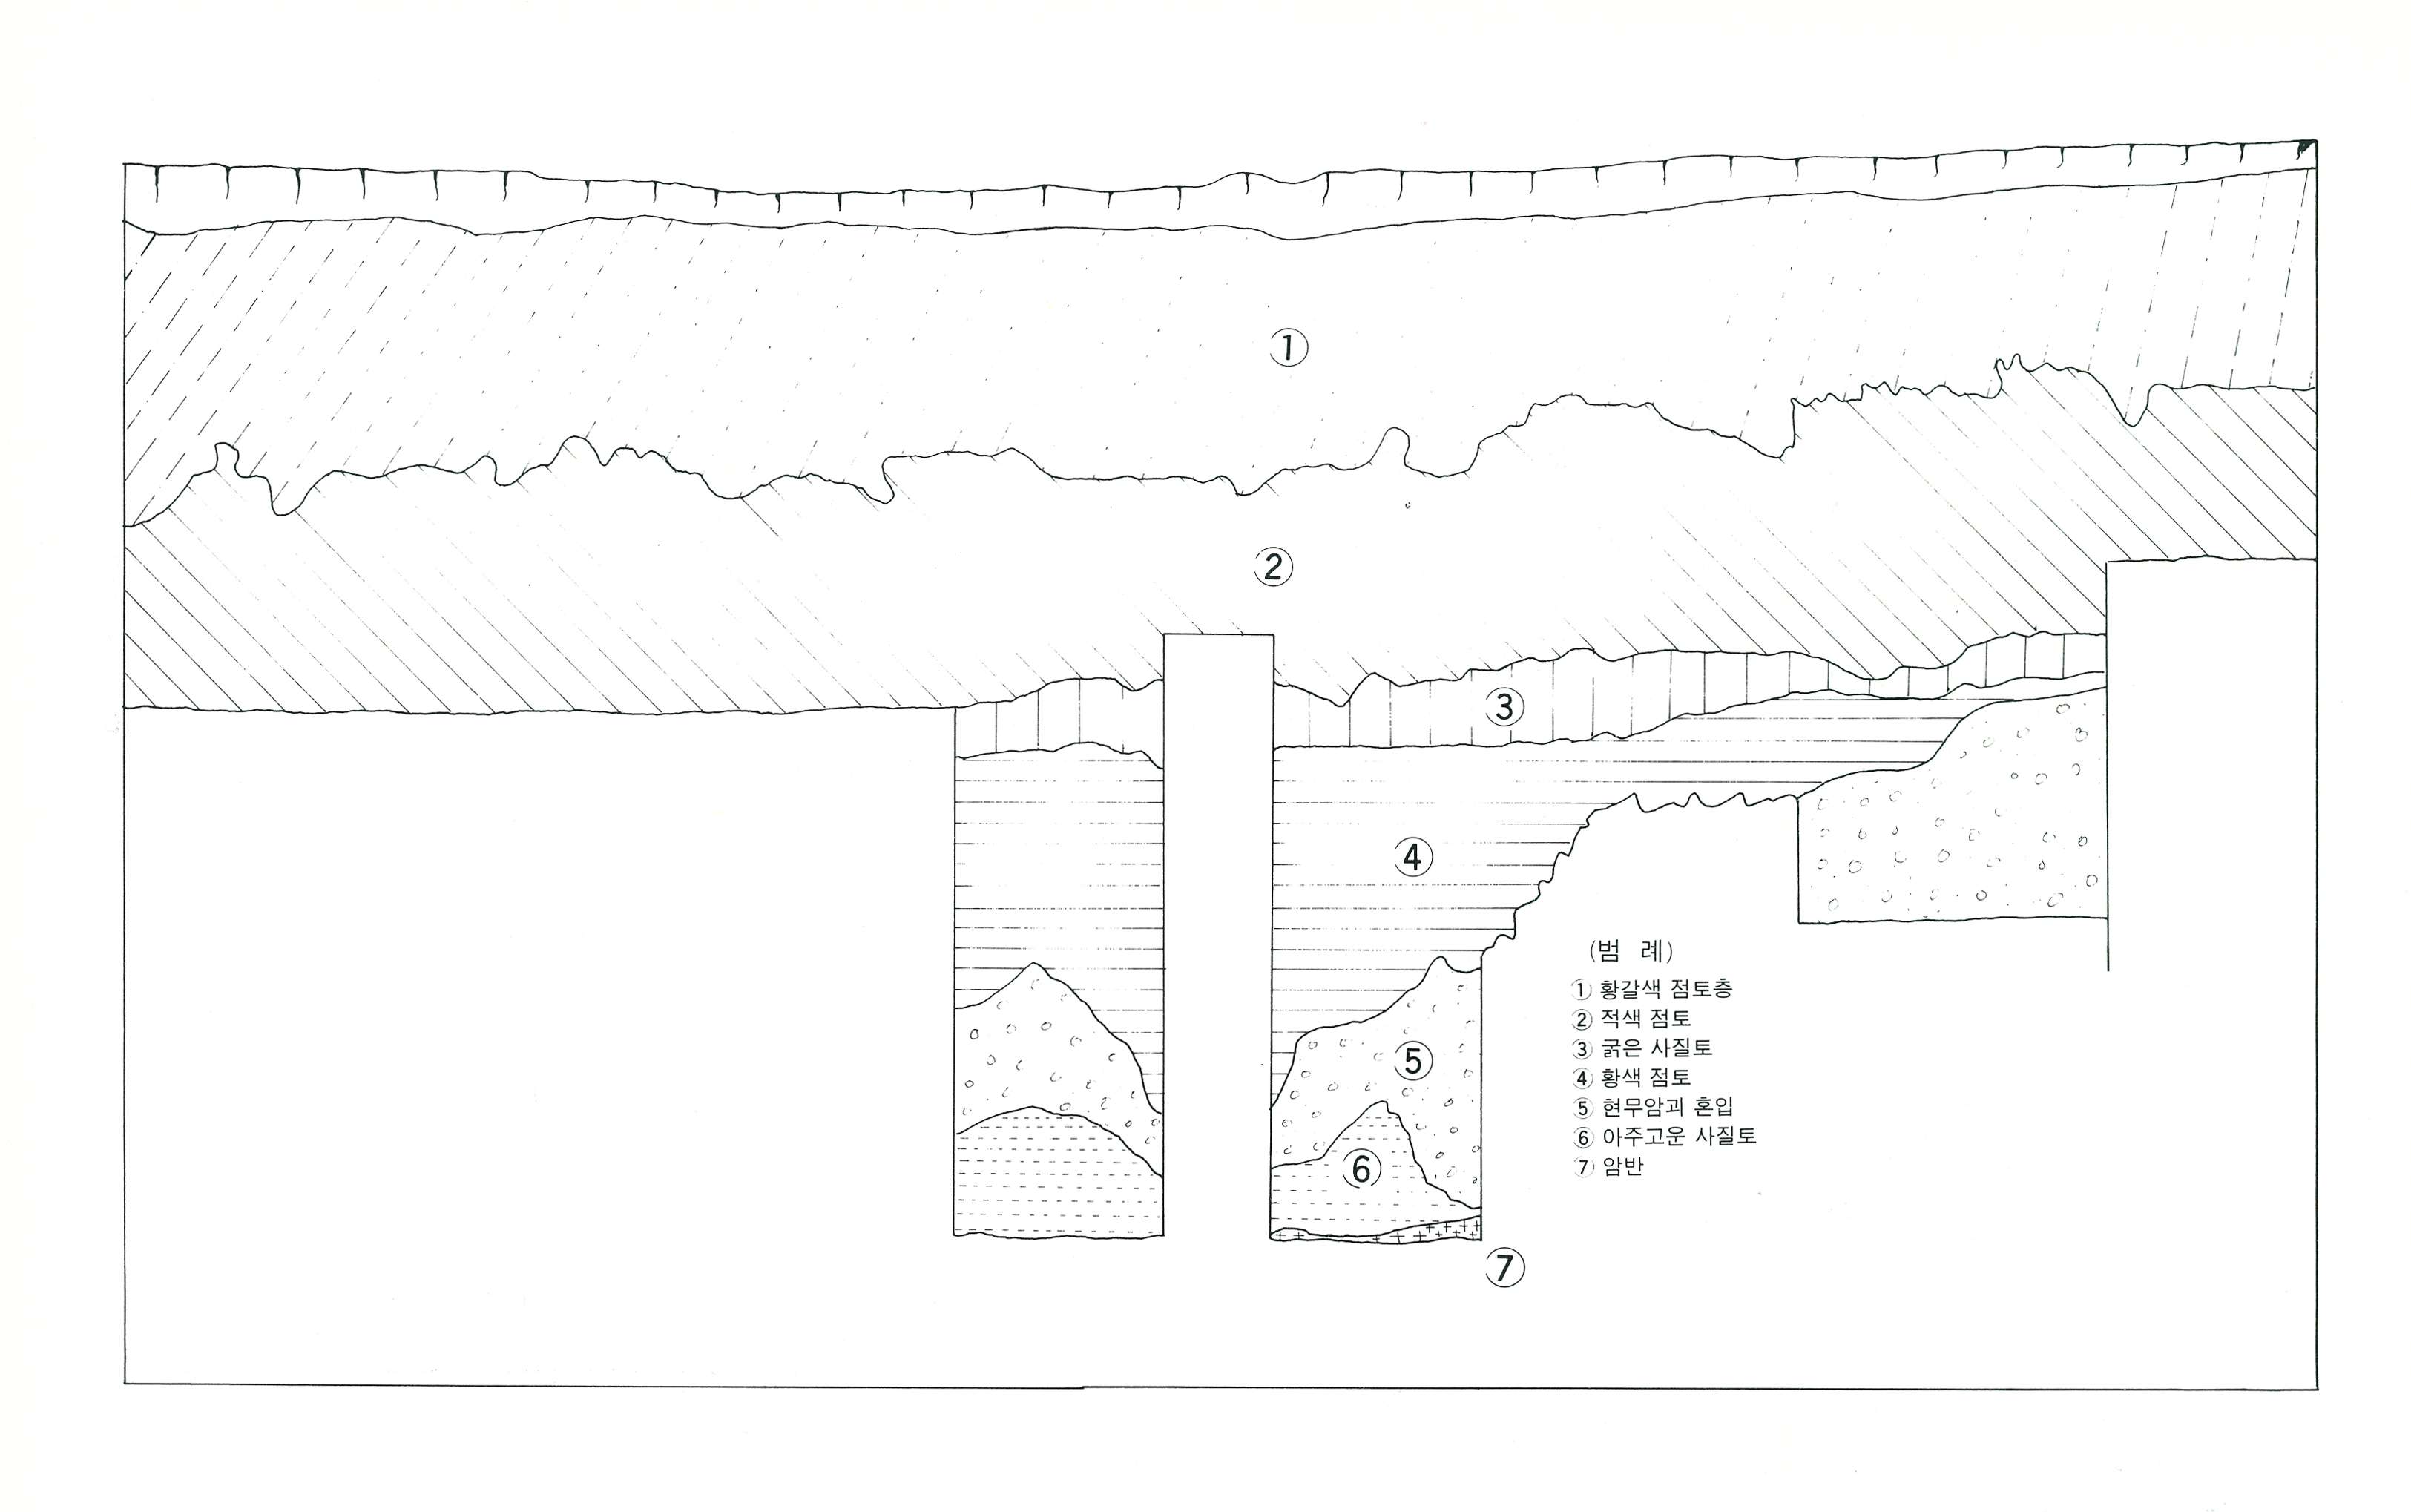 ①
②
③
④
⑤
⑥
⑦
(범 례)
① 황갈색 점토층
② 적색 점토
③ 굵은 사질토
④ 황색 점토
⑤ 현무암괴 혼입
⑥ 아주고운 사질토
⑦ 암반